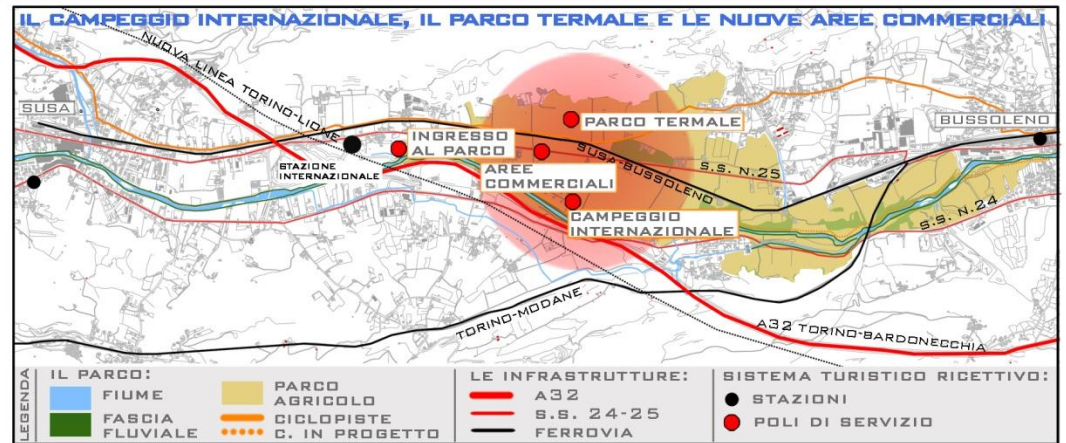 IL CAMPEGGIO INTERNAZIONALE, IL PARCO TERMALE E LE NUOVE AREE COMMERCIALI
NUOVA LINEA TORINO-LIONE
SUSA
BUSSOLENO
PARCO TERMALE
INGRESSO
AL PARCO
STAZIONE
INTERNAZIONALE
SUSA-BUSSOLENO
S.S. N.25
AREE
COMMERCIALI
CAMPEGGIO
INTERNAZIONALE
S.S. N.24
TORINO-MODANE
A32 TORINO-BARDONECCHIA
LEGENDA
IL PARCO:
FIUME
FASCIA
FLUVIALE
PARCO
AGRICOLO
CICLOPISTE
C. IN PROGETTO
LE INFRASTRUTTURE:
A32
S.S. 24-25
FERROVIA
SISTEMA TURISTICO RICETTIVO:
STAZIONI
POLI DI SERVIZIO